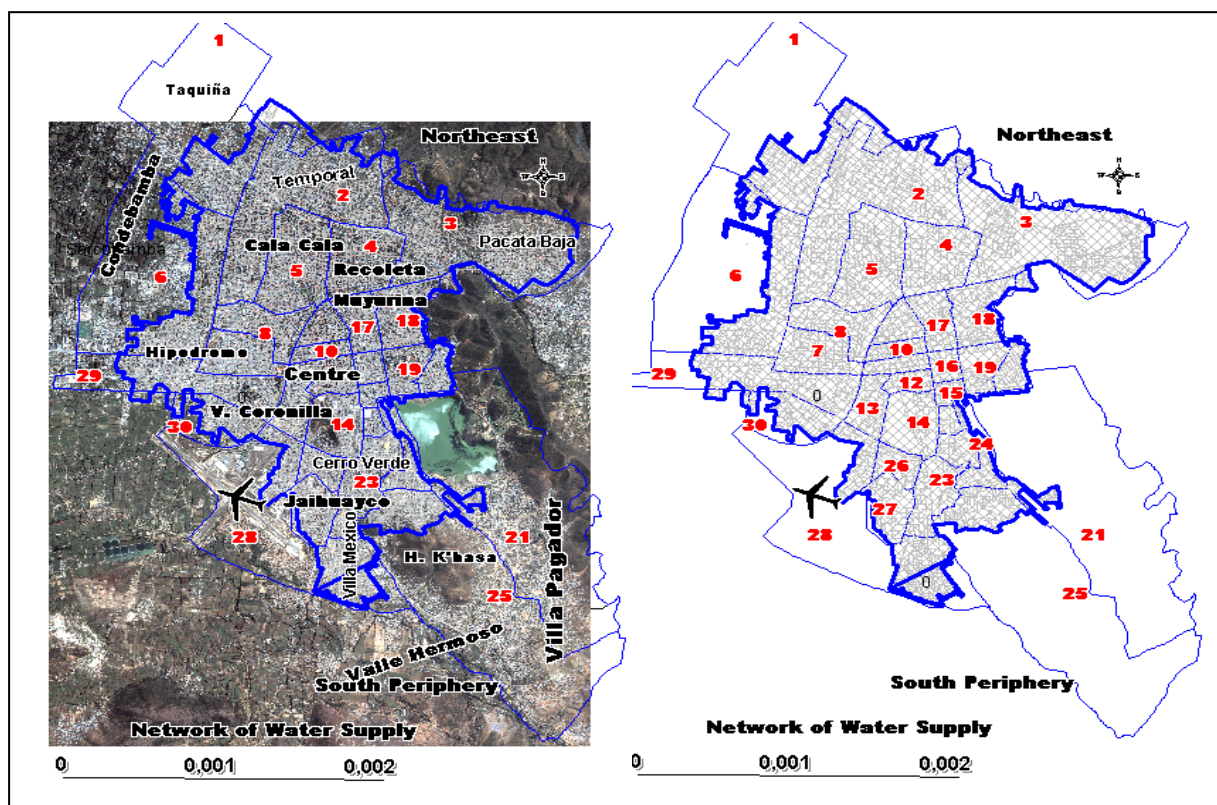 1
Taquiña
Northeast
Condebamba
Temporal
2
3
Pacata Baja
Cala Cala
4
5
Recoleta
6
Muyurina
17
18
8
Hipodromo
10
19
29
Centre
0
V. Coronilla
14
30
Cerro Verde
23
Jaihuayco
28
Villa Mexico
H. K'hasa
21
Villa Pagador
25
Valle Hermoso
South Periphery
Network of Water Supply
0 0,001 0,002
N
W E
S
1
Northeast
N
W E
S
2
3
4
5
6
18
17
8
7
10
16
19
29
12
15
0
13
14
30
24
26
23
27
28
21
0
25
South Periphery
Network of Water Supply
0 0,001 0,002